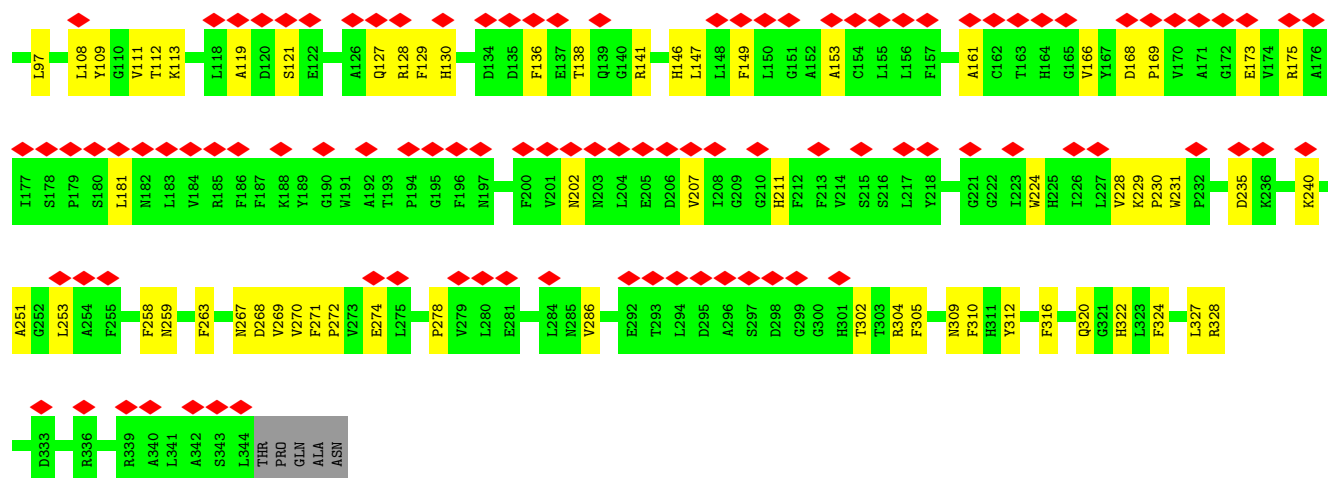 L97 L108 Y109 G110 V111 T112 K113 L118 A119 D120 S121 E122 A126 Q127 R128 F129 H130 D134 D135 F136 E137 T138 Q139 G140 R141 H146 L147 L148 F149 L150 G151 A152 A153 C154 L155 L156 F157 A161 C162 T163 H164 G165 V166 Y167 D168 P169 V170 A171 G172 E173 V174 R175 A176
I177 S178 P179 S180 L181 N182 L183 V184 R185 F186 F187 K188 Y189 G190 W191 A192 T193 P194 G195 F196 N197 F200 V201 N202 N203 L204 E205 D206 V207 I208 G209 G210 H211 F212 F213 V214 S215 S216 L217 Y218 G221 G222 I223 W224 H225 I226 L227 V228 K229 P230 W231 P232 D235 K236 K240
A251 G252 L253 A254 F255 F258 N259 F263 N267 D268 V269 V270 F271 P272 V273 E274 L275 P278 V279 L280 E281 L284 N285 V286 E292 T293 L294 D295 A296 S297 D298 G299 G300 H301 T302 T303 R304 F305 N309 F310 H311 Y312 F316 Q320 G321 H322 L323 F324 L327 R328
D333 R336 R339 A340 L341 A342 S343 L344 THR PRO GLN ALA ASN